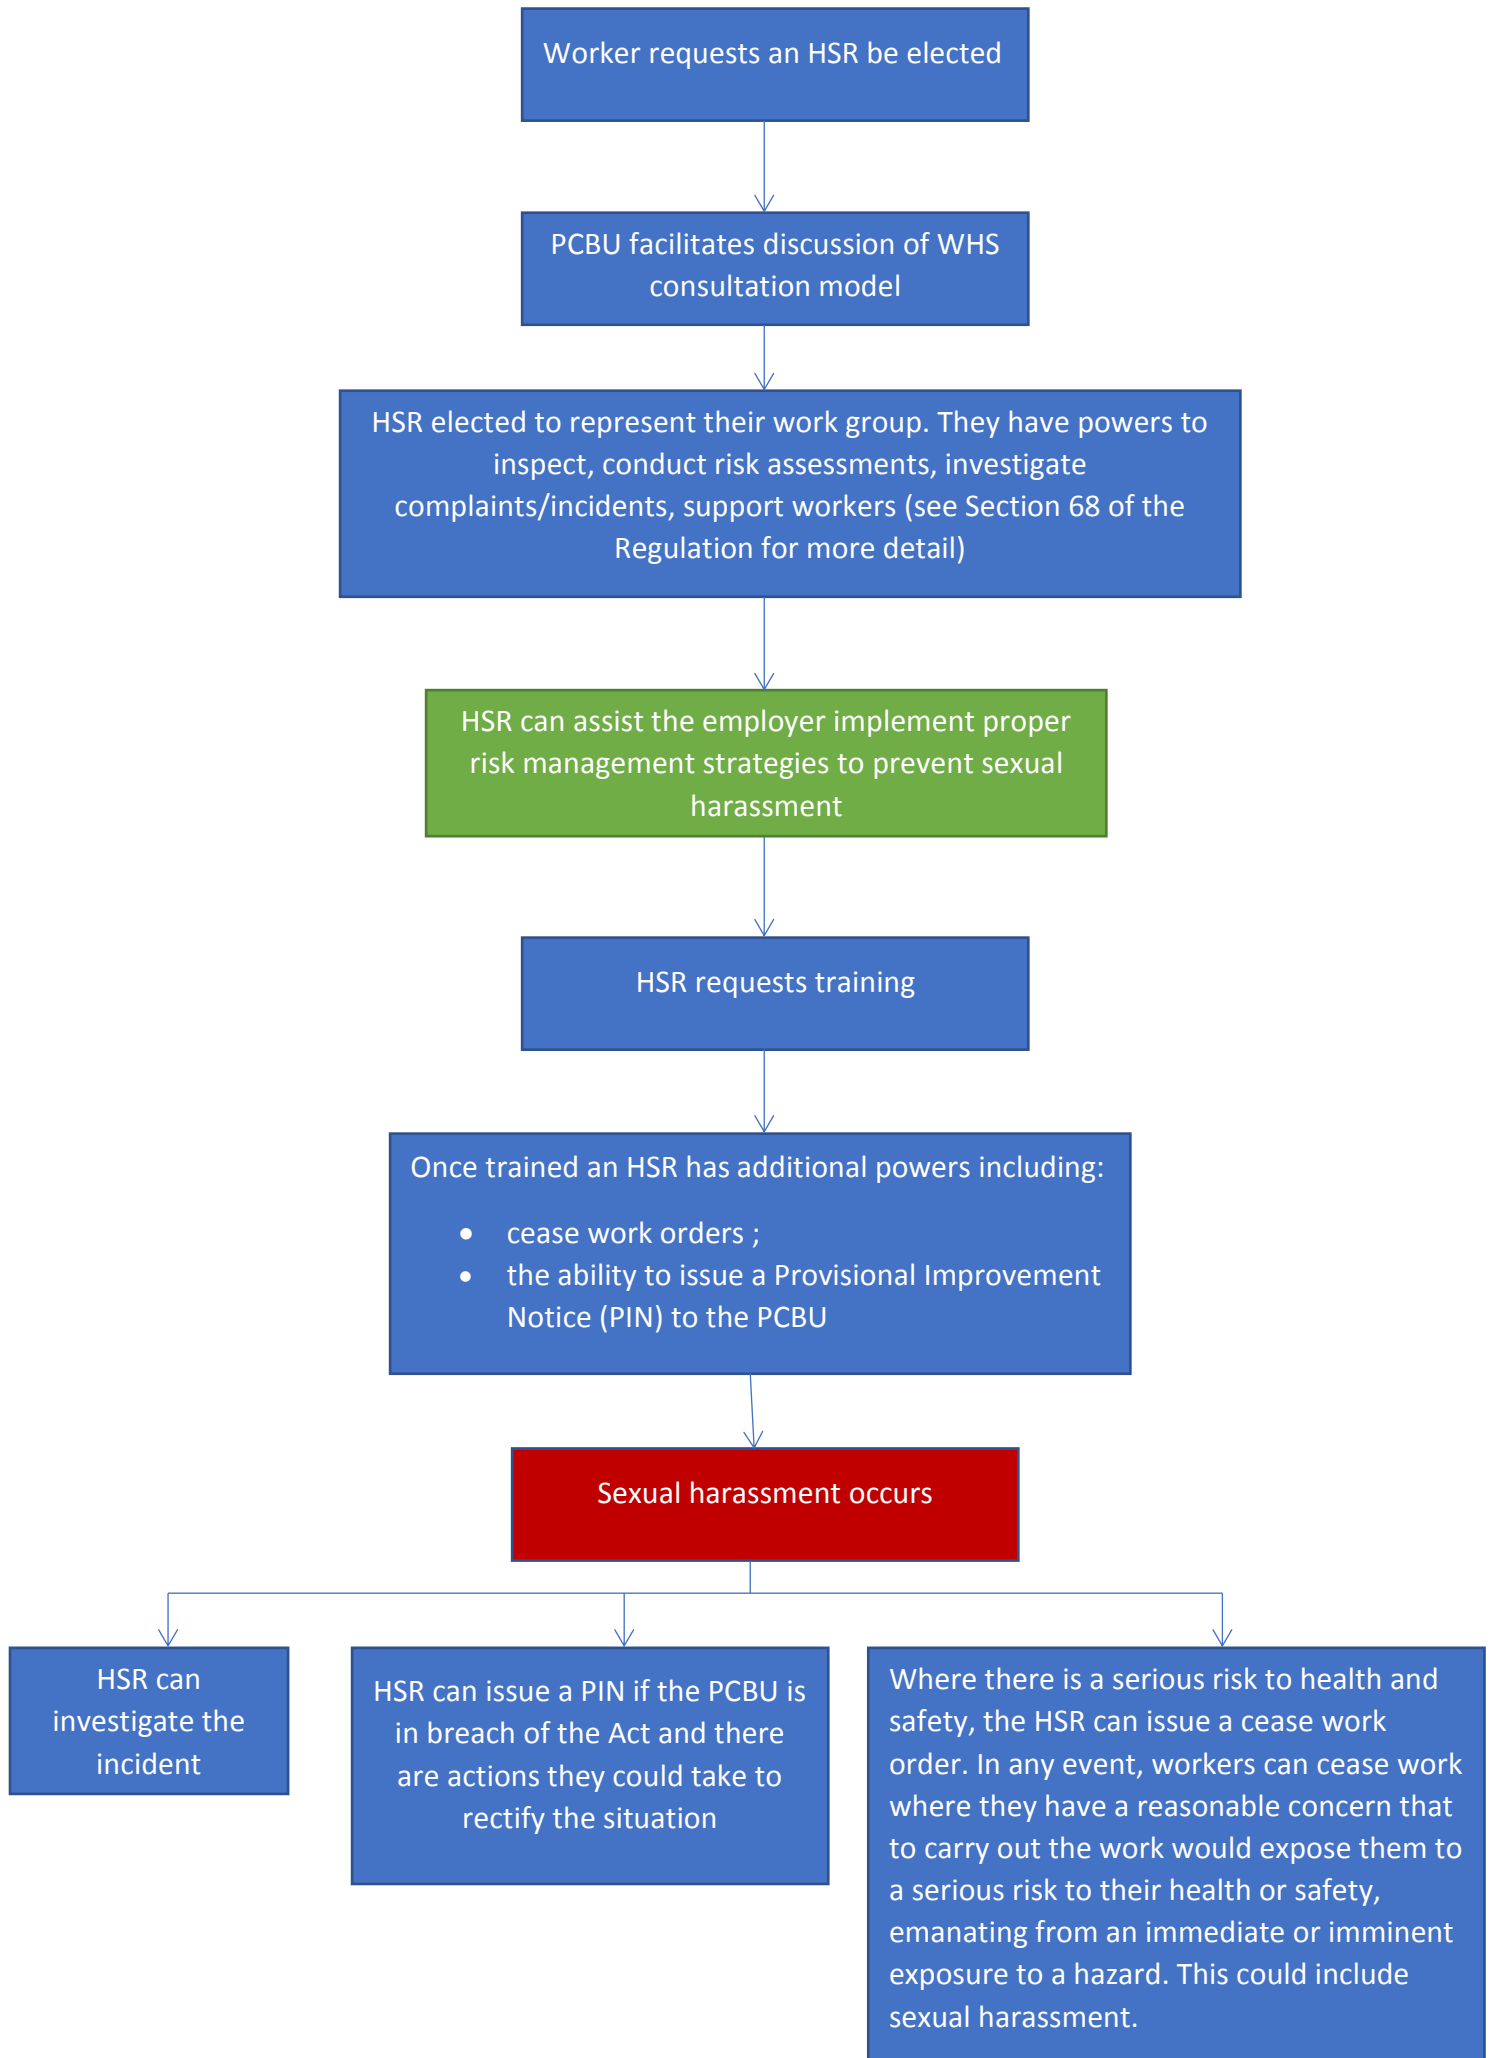 Worker requests an HSR be elected
PCBU facilitates discussion of WHS
consultation model
HSR elected to represent their work group. They have powers to
inspect, conduct risk assessments, investigate
complaints/incidents, support workers (see Section 68 of the
Regulation for more detail)
HSR can assist the employer implement proper
risk management strategies to prevent sexual
harassment
HSR requests training
Once trained an HSR has additional powers including:
• cease work orders ;
• the ability to issue a Provisional Improvement
Notice (PIN) to the PCBU
Sexual harassment occurs
HSR can
investigate the
incident
HSR can issue a PIN if the PCBU is
in breach of the Act and there
are actions they could take to
rectify the situation
Where there is a serious risk to health and
safety, the HSR can issue a cease work
order. In any event, workers can cease work
where they have a reasonable concern that
to carry out the work would expose them to
a serious risk to their health or safety,
emanating from an immediate or imminent
exposure to a hazard. This could include
sexual harassment.